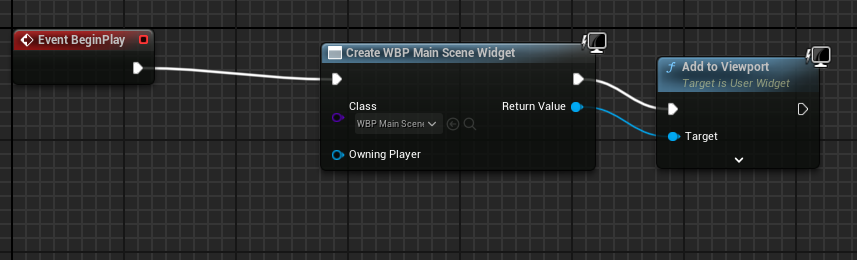 Event BeginPlay
Create WBP Main Scene Widget
Class
WBP Main Scene
Return Value
Owning Player
Add to Viewport
Target is User Widget
Target